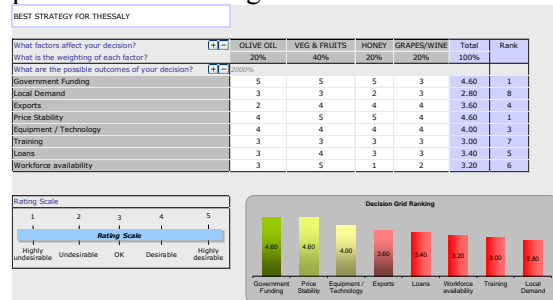 BEST STRATEGY FOR THESSALY
What factors affect your decision? + - OLIVE OIL VEG & FRUITS HONEY GRAPES/WINE Total Rank
What is the weighting of each factor? 20% 40% 20% 20% 100%
What are the possible outcomes of your decision? + - 2000%
Government Funding 5 5 5 3 4.60 1
Local Demand 3 3 2 3 2.80 8
Exports 2 4 4 4 3.60 4
Price Stability 4 5 5 4 4.60 1
Equipment / Technology 4 4 4 4 4.00 3
Training 3 3 3 3 3.00 7
Loans 3 4 3 3 3.40 5
Workforce availability 3 5 1 2 3.20 6
Rating Scale
1 2 3 4 5
Rating Scale
Highly undesirable Undesirable OK Desirable Highly desirable
Decision Grid Ranking
4.60 4.60 4.00 3.60 3.40 3.20 3.00 2.80
Government Funding Price Stability Equipment / Technology Exports Loans Workforce availability Training Local Demand